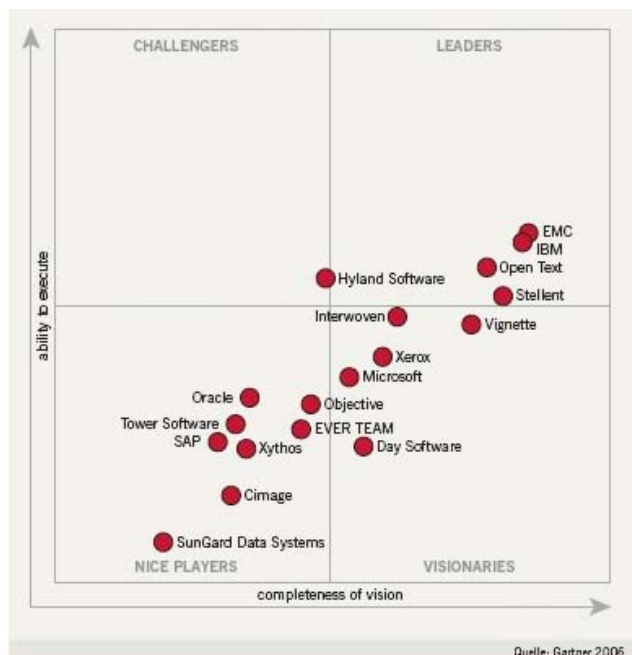 CHALLENGERS
LEADERS
EMC
IBM
Open Text
Hyland Software
Stellent
Interwoven
Vignette
ability to execute
Xerox
Microsoft
Oracle
Objective
Tower Software
EVER TEAM
SAP
Xythos
Day Software
Cimage
SunGard Data Systems
NICE PLAYERS
VISIONARIES
completeness of vision
Quelle: Gartner 2006